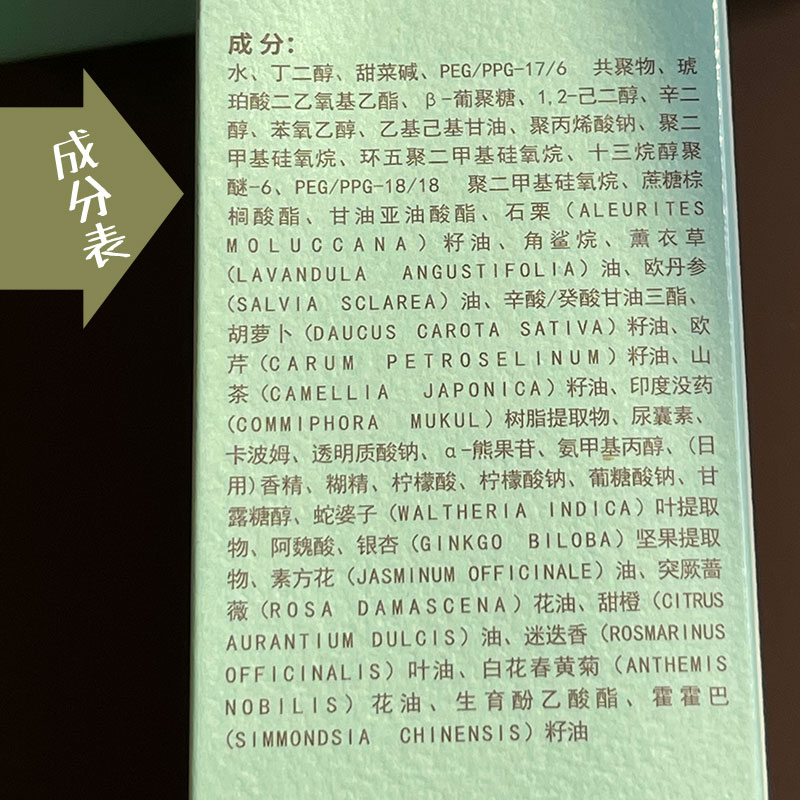 成分表
成分：
水、丁二醇、甜菜碱、PEG/PPG-17/6 共聚物、琥
珀酸二乙氧基乙酯、β-葡聚糖、1,2-己二醇、辛二
醇、苯氧乙醇、乙基己基甘油、聚丙烯酸钠、聚二
甲基硅氧烷、环五聚二甲基硅氧烷、十三烷醇聚
醚-6、PEG/PPG-18/18 聚二甲基硅氧烷、蔗糖棕
榈酸酯、甘油亚油酸酯、石栗（ALEURITES
MOLUCCANA）籽油、角鲨烷、薰衣草
（LAVANDULA ANGUSTIFOLIA）油、欧丹参
（SALVIA SCLAREA）油、辛酸/癸酸甘油三酯、
胡萝卜（DAUCUS CAROTA SATIVA）籽油、欧
芹（CARUM PETROSELINUM）籽油、山
茶（CAMELLIA JAPONICA）籽油、印度没药
（COMMIPHORA MUKUL）树脂提取物、尿囊素、
卡波姆、透明质酸钠、α-熊果苷、氨甲基丙醇、（日
用）香精、糊精、柠檬酸、柠檬酸钠、葡糖酸钠、甘
露糖醇、蛇婆子（WALTHERIA INDICA）叶提取
物、阿魏酸、银杏（GINKGO BILOBA）坚果提取
物、素方花（JASMINUM OFFICINALE）油、突厥蔷
薇（ROSA DAMASCENA）花油、甜橙（CITRUS
AURANTIUM DULCIS）油、迷迭香（ROSMARINUS
OFFICINALIS）叶油、白花春黄菊（ANTHEMIS
NOBILIS）花油、生育酚乙酸酯、霍霍巴
（SIMMONDSIA CHINENSIS）籽油